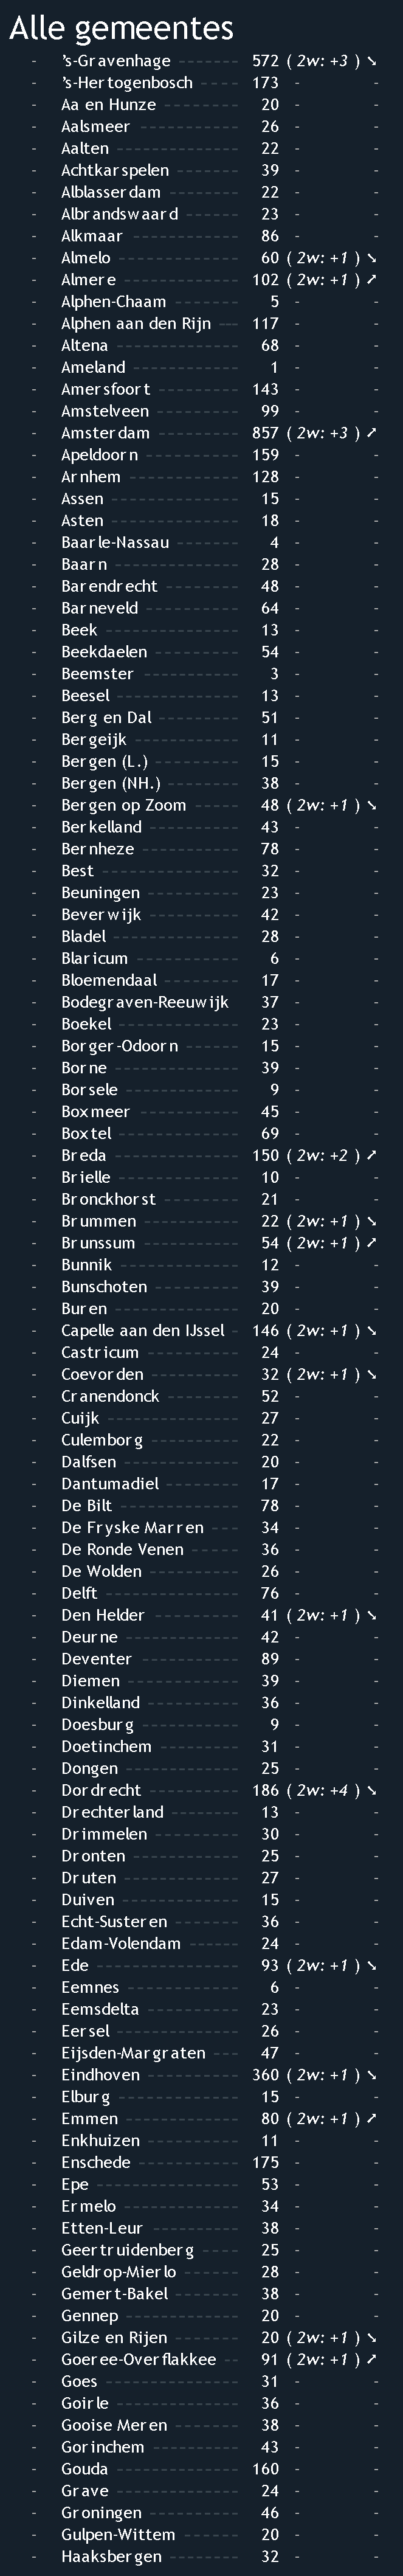 Alle gemeentes
- 's-Gravenhage ------- 572 ( 2w: +3 ) ➘
- 's-Hertogenbosch ----- 173 - -
- Aa en Hunze -------- 20 - -
- Aalsmeer ---------- 26 - -
- Aalten ------------ 22 - -
- Achtkarspelen ------- 39 - -
- Alblasserdam -------- 22 - -
- Albrandswaard ------ 23 - -
- Alkmaar ----------- 86 - -
- Almelo ------------ 60 ( 2w: +1 ) ➘
- Almere ------------ 102 ( 2w: +1 ) ➚
- Alphen-Chaam ------- 5 - -
- Alphen aan den Rijn -- 117 - -
- Altena ------------ 68 - -
- Ameland ----------- 1 - -
- Amersfoort --------- 143 - -
- Amstelveen --------- 99 - -
- Amsterdam --------- 857 ( 2w: +3 ) ➚
- Apeldoorn ---------- 159 - -
- Arnhem ------------ 128 - -
- Assen ------------- 15 - -
- Asten ------------- 18 - -
- Baarle-Nassau ------- 4 - -
- Baarn ------------- 28 - -
- Barendrecht -------- 48 - -
- Barneveld ---------- 64 - -
- Beek -------------- 13 - -
- Beekdaelen --------- 54 - -
- Beemster ---------- 3 - -
- Beesel ------------ 13 - -
- Berg en Dal --------- 51 - -
- Bergeijk ----------- 11 - -
- Bergen (L.) --------- 15 - -
- Bergen (NH.) -------- 38 - -
- Bergen op Zoom ----- 48 ( 2w: +1 ) ➘
- Berkelland ---------- 43 - -
- Bernheze ---------- 78 - -
- Best -------------- 32 - -
- Beuningen ---------- 23 - -
- Beverwijk ---------- 42 - -
- Bladel ------------ 28 - -
- Blaricum ----------- 6 - -
- Bloemendaal -------- 17 - -
- Bodegraven-Reeuwijk 37 - -
- Boekel ------------ 23 - -
- Borger-Odoorn ------ 15 - -
- Borne ------------- 39 - -
- Borsele ------------ 9 - -
- Boxmeer ----------- 45 - -
- Boxtel ------------ 69 - -
- Breda ------------- 150 ( 2w: +2 ) ➚
- Brielle ------------ 10 - -
- Bronckhorst -------- 21 - -
- Brummen ---------- 22 ( 2w: +1 ) ➘
- Brunssum ---------- 54 ( 2w: +1 ) ➚
- Bunnik ------------ 12 - -
- Bunschoten --------- 39 - -
- Buren ------------- 20 - -
- Capelle aan den IJssel - 146 ( 2w: +1 ) ➘
- Castricum ---------- 24 - -
- Coevorden ---------- 32 ( 2w: +1 ) ➘
- Cranendonck -------- 52 - -
- Cuijk ------------- 27 - -
- Culemborg ---------- 22 - -
- Dalfsen ------------ 20 - -
- Dantumadiel -------- 17 - -
- De Bilt ------------ 78 - -
- De Fryske Marren ---- 34 - -
- De Ronde Venen ----- 36 - -
- De Wolden ---------- 26 - -
- Delft ------------- 76 - -
- Den Helder --------- 41 ( 2w: +1 ) ➘
- Deurne ------------ 42 - -
- Deventer ---------- 89 - -
- Diemen ------------ 39 - -
- Dinkelland --------- 36 - -
- Doesburg ---------- 9 - -
- Doetinchem --------- 31 - -
- Dongen ------------ 25 - -
- Dordrecht ---------- 186 ( 2w: +4 ) ➘
- Drechterland -------- 13 - -
- Drimmelen --------- 30 - -
- Dronten ----------- 25 - -
- Druten ------------ 27 - -
- Duiven ------------ 15 - -
- Echt-Susteren ------- 36 - -
- Edam-Volendam ------ 24 - -
- Ede -------------- 93 ( 2w: +1 ) ➘
- Eemnes ------------ 6 - -
- Eemsdelta ---------- 23 - -
- Eersel ------------ 26 - -
- Eijsden-Margraten --- 47 - -
- Eindhoven ---------- 360 ( 2w: +1 ) ➘
- Elburg ------------ 15 - -
- Emmen ------------ 80 ( 2w: +1 ) ➚
- Enkhuizen ---------- 11 - -
- Enschede ---------- 175 - -
- Epe -------------- 53 - -
- Ermelo ------------ 34 - -
- Etten-Leur ---------- 38 - -
- Geertruidenberg ---- 25 - -
- Geldrop-Mierlo ------ 28 - -
- Gemert-Bakel ------- 38 - -
- Gennep ------------ 20 - -
- Gilze en Rijen ------- 20 ( 2w: +1 ) ➘
- Goeree-Overflakkee -- 91 ( 2w: +1 ) ➚
- Goes ------------- 31 - -
- Goirle ------------ 36 - -
- Gooise Meren ------- 38 - -
- Gorinchem --------- 43 - -
- Gouda ------------ 160 - -
- Grave ------------- 24 - -
- Groningen ---------- 46 - -
- Gulpen-Wittem ------ 20 - -
- Haaksbergen -------- 32 - -